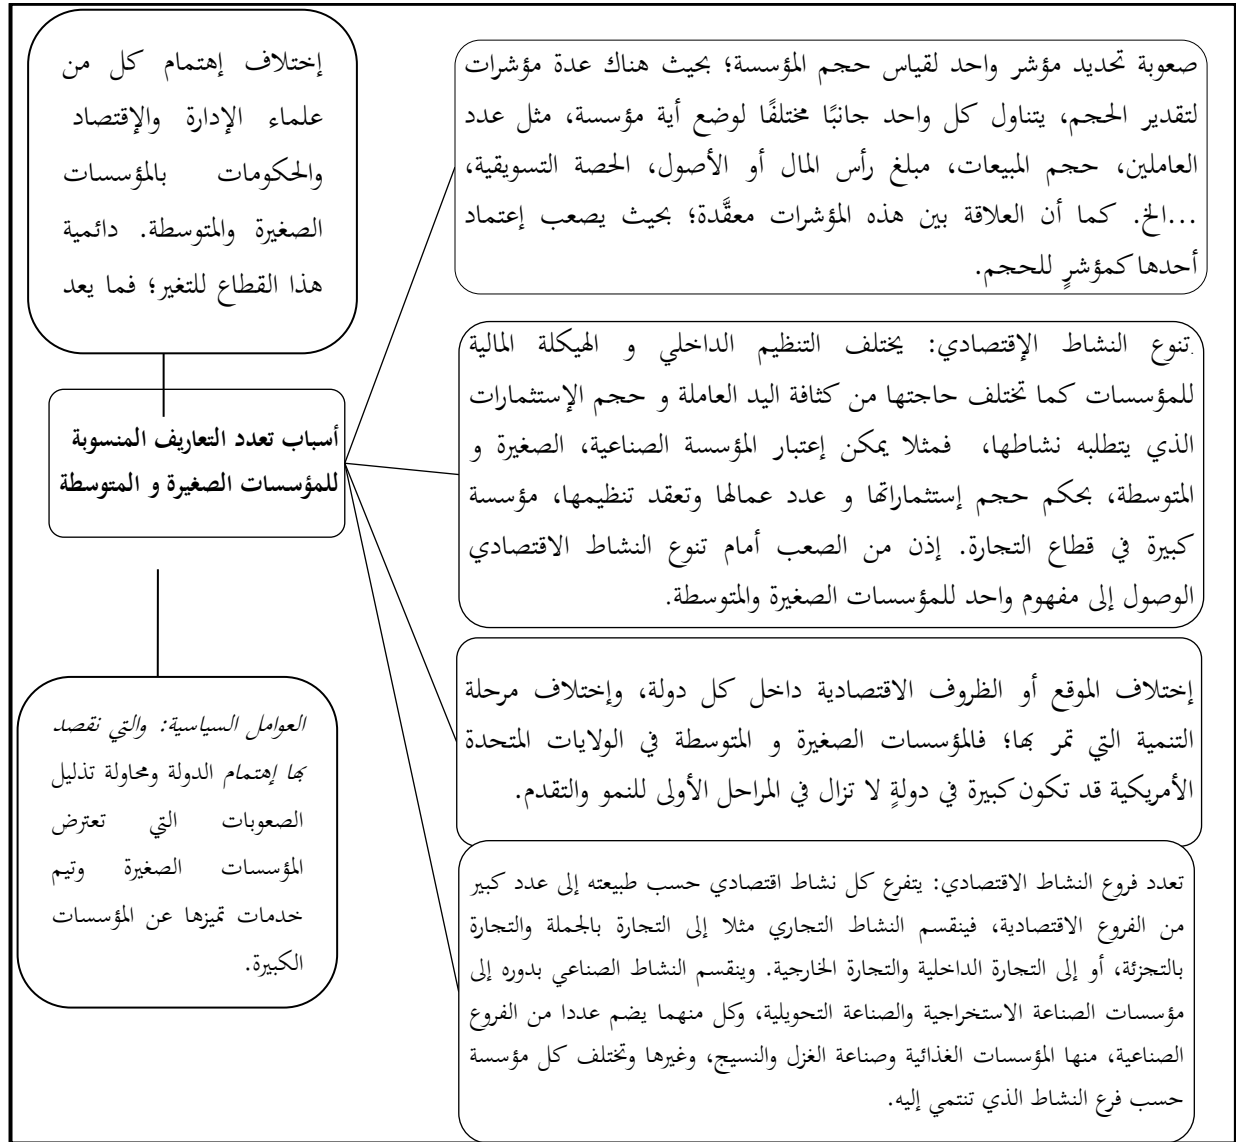 إختلاف إهتمام كل من
علماء الإدارة والإقتصاد
والحكومات بالمؤسسات
الصغيرة والمتوسطة. دائمية
هذا القطاع للتغير؛ فما يعد
صعوبة تحديد مؤشر واحد لقياس حجم المؤسسة؛ بحيث هناك عدة مؤشرات
لتقدير الحجم، يتناول كل واحد جانبًا مختلفًا لوضع أية مؤسسة، مثل عدد
العاملين، حجم المبيعات، مبلغ رأس المال أو الأصول، الحصة التسويقية،
...الخ. كما أن العلاقة بين هذه المؤشرات معقَّدة؛ بحيث يصعب إعتماد
أحدها كمؤشرٍ للحجم.
أسباب تعدد التعاريف المنسوبة
للمؤسسات الصغيرة و المتوسطة
.تنوع النشاط الإقتصادي: يختلف التنظيم الداخلي و الهيكلة المالية
للمؤسسات كما تختلف حاجتها من كثافة اليد العاملة و حجم الإستثمارات
الذي يتطلبه نشاطها، فمثلا يمكن إعتبار المؤسسة الصناعية، الصغيرة و
المتوسطة، بحكم حجم إستثماراتها و عدد عمالها وتعقد تنظيمها، مؤسسة
كبيرة في قطاع التجارة. إذن من الصعب أمام تنوع النشاط الاقتصادي
الوصول إلى مفهوم واحد للمؤسسات الصغيرة والمتوسطة.
إختلاف الموقع أو الظروف الاقتصادية داخل كل دولة، وإختلاف مرحلة
التنمية التي تمر بها؛ فالمؤسسات الصغيرة و المتوسطة في الولايات المتحدة
الأمريكية قد تكون كبيرة في دولةٍ لا تزال في المراحل الأولى للنمو والتقدم.
العوامل السياسية: والتي نقصد
بها إهتمام الدولة ومحاولة تذليل
الصعوبات التي تعترض
المؤسسات الصغيرة وتيم
خدمات تميزها عن المؤسسات
الكبيرة.
تعدد فروع النشاط الاقتصادي: يتفرع كل نشاط اقتصادي حسب طبيعته إلى عدد كبير
من الفروع الاقتصادية، فينقسم النشاط التجاري مثلا إلى التجارة بالجملة والتجارة
بالتجزئة، أو إلى التجارة الداخلية والتجارة الخارجية. وينقسم النشاط الصناعي بدوره إلى
مؤسسات الصناعة الاستخراجية والصناعة التحويلية، وكل منهما يضم عددا من الفروع
الصناعية، منها المؤسسات الغذائية وصناعة الغزل والنسيج، وغيرها وتختلف كل مؤسسة
حسب فرع النشاط الذي تنتمي إليه.